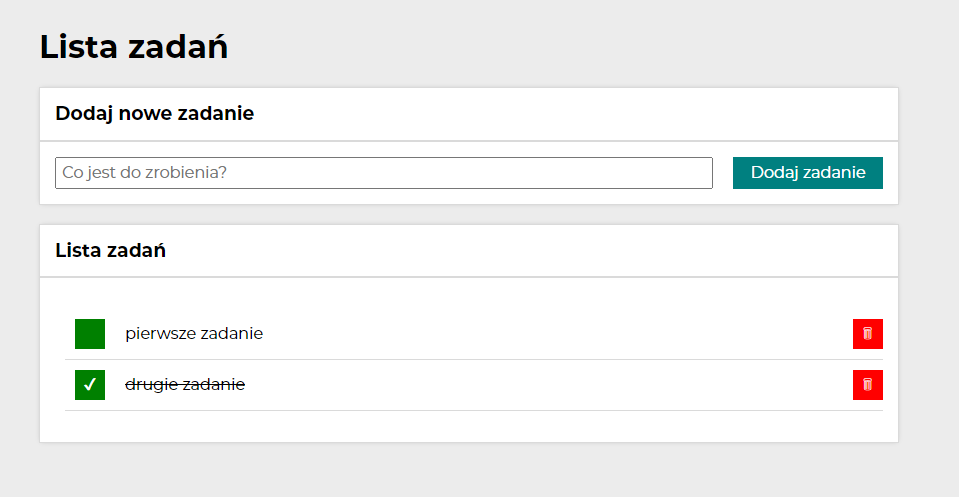 Lista zadań
Dodaj nowe zadanie
Co jest do zrobienia?
Dodaj zadanie
Lista zadań
pierwsze zadanie
drugie zadanie